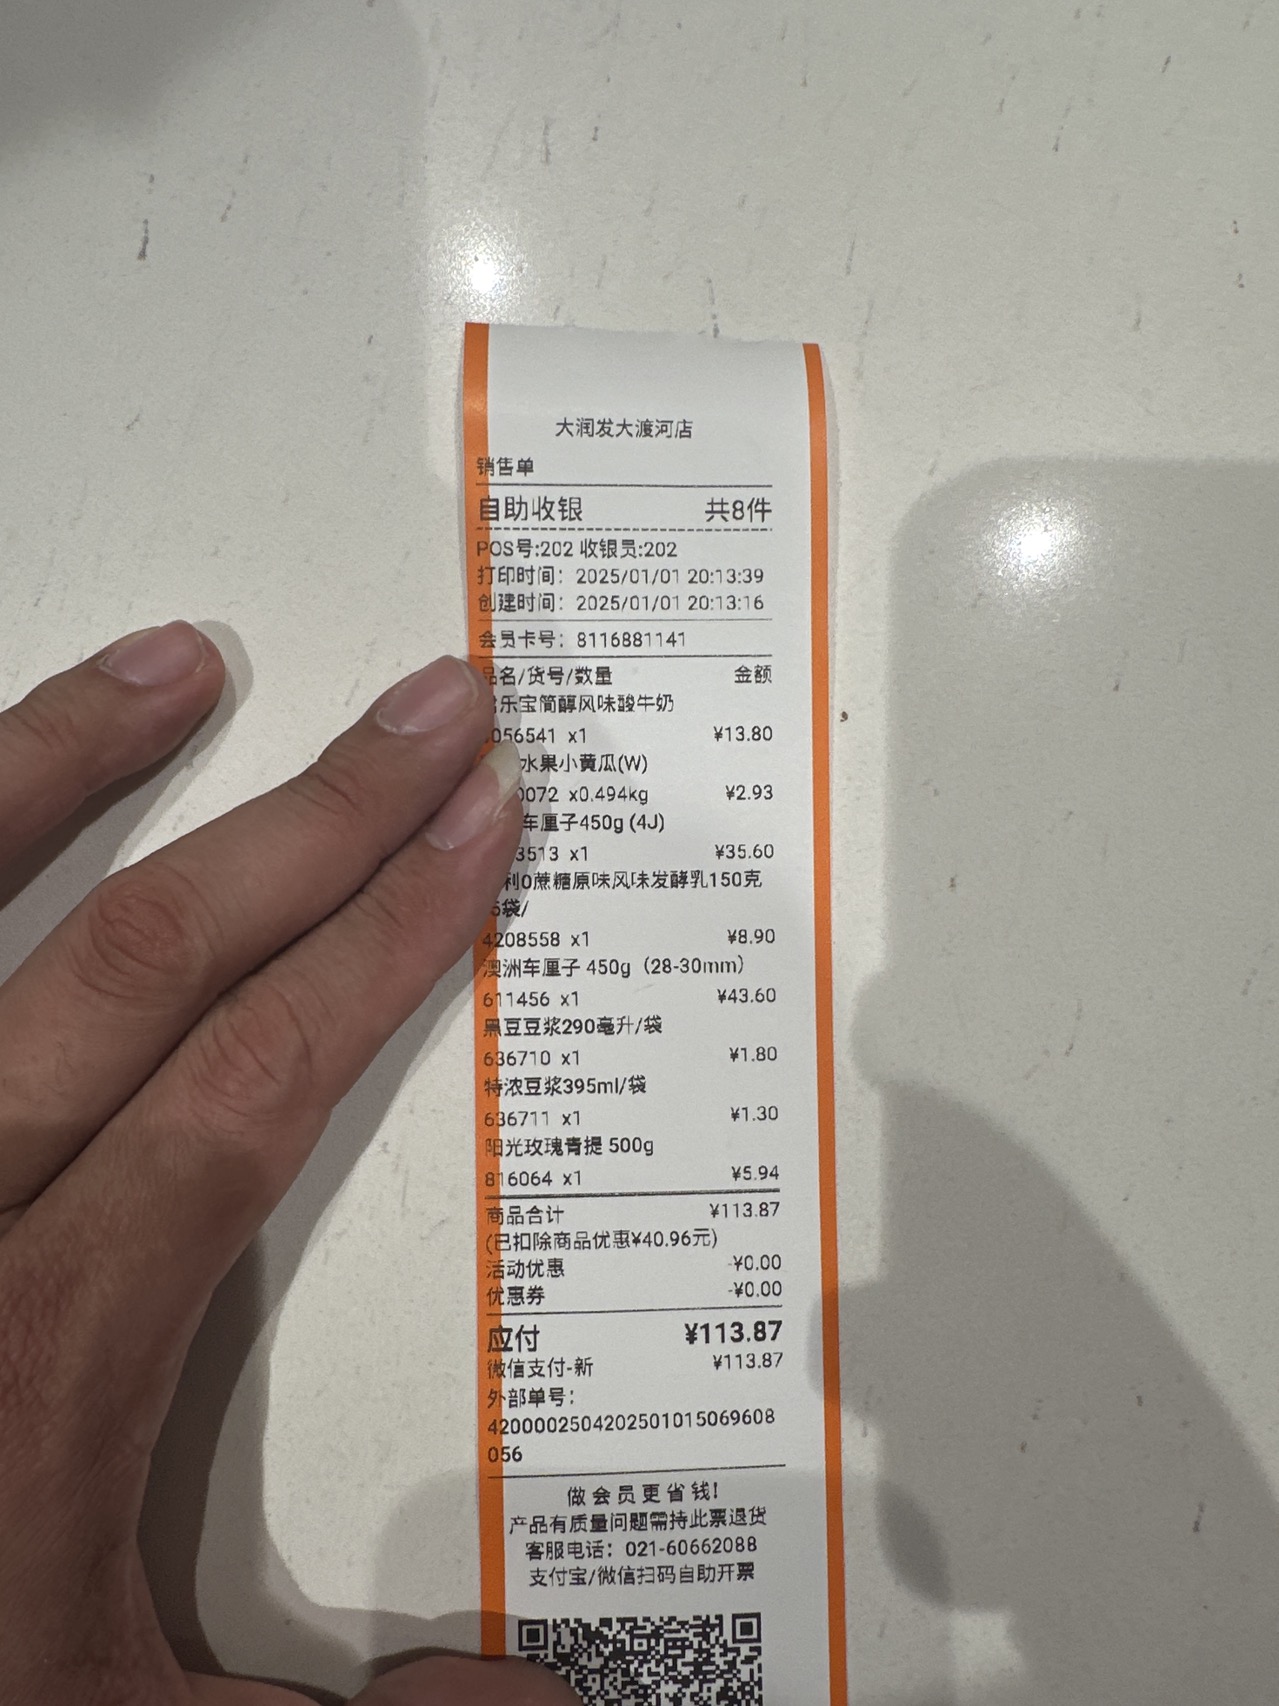 大润发大渡河店
销售单
自助收银 共8件
POS号:202 收银员:202
打印时间：2025/01/01 20:13:39
创建时间：2025/01/01 20:13:16
会员卡号：8116881141
品名/货号/数量 金额
乐宝简醇风味酸牛奶
056541 x1 ¥13.80
水果小黄瓜(W)
0072 x0.494kg ¥2.93
车厘子450g (4J)
3513 x1 ¥35.60
利0蔗糖原味风味发酵乳150克
6袋/
4208558 x1 ¥8.90
澳洲车厘子 450g（28-30mm）
611456 x1 ¥43.60
黑豆豆浆290毫升/袋
636710 x1 ¥1.80
特浓豆浆395ml/袋
636711 x1 ¥1.30
阳光玫瑰青提 500g
816064 x1 ¥5.94
商品合计 ¥113.87
(已扣除商品优惠¥40.96元)
活动优惠 -¥0.00
优惠券 -¥0.00
应付 ¥113.87
微信支付-新 ¥113.87
外部单号：
4200002504202501015069608
056
做会员更省钱!
产品有质量问题需持此票退货
客服电话：021-60662088
支付宝/微信扫码自助开票